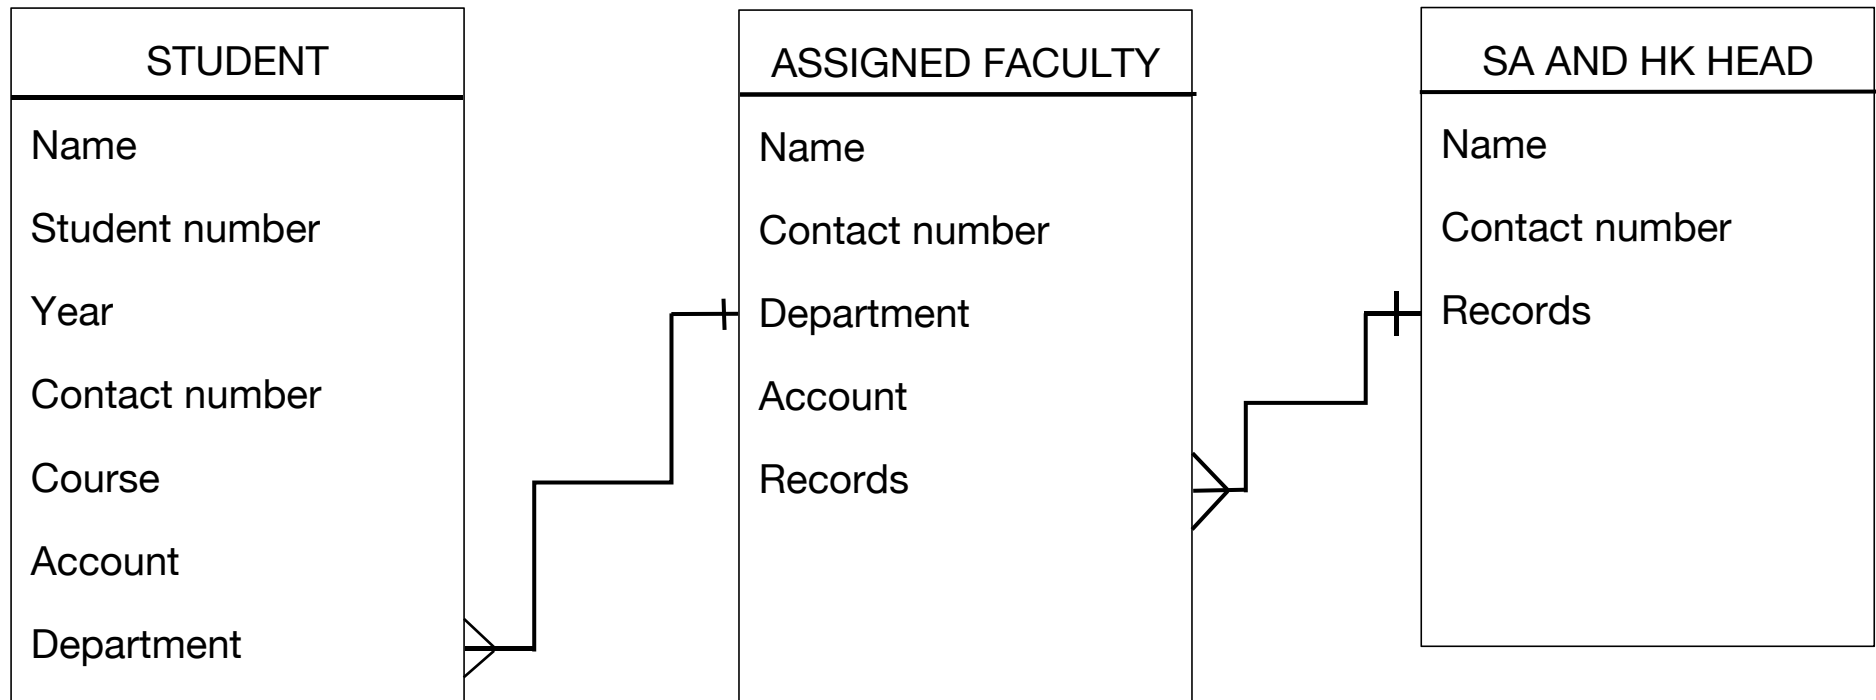 STUDENT
Name
Student number
Year
Contact number
Course
Account
Department
ASSIGNED FACULTY
Name
Contact number
Department
Account
Records
SA AND HK HEAD
Name
Contact number
Records